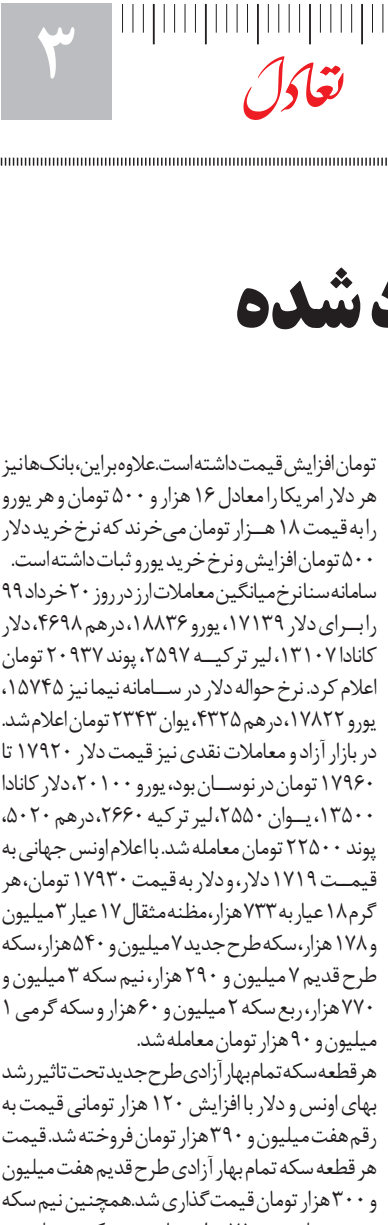 ۳
تعادل
شده
تومان افزایش قیمت داشته است. علاوه بر این، بانک‌ها نیز
هر دلار امریکا را معادل ۱۶ هزار و ۵۰۰ تومان و هر یورو
را به قیمت ۱۸ هـزار تومان می‌خرند که نرخ خرید دلار
۵۰۰ تومان افزایش و نرخ خرید یورو ثبات داشته است.
سامانه سنا نرخ میانگین معاملات ارز در روز ۲۰ خرداد ۹۹
را بـرای دلار ۱۷۱۳۹، یورو ۱۸۸۳۶، درهم ۴۶۹۸، دلار
کانادا ۱۳۱۰۷، لیر ترکیـه ۲۵۹۷، پوند ۲۰۹۳۷ تومان
اعلام کرد. نرخ حواله دلار در سـامانه نیما نیز ۱۵۷۴۵،
یورو ۱۷۸۲۲، درهم ۴۳۲۵، یوان ۲۳۴۳ تومان اعلام شد.
در بازار آزاد و معاملات نقدی نیز قیمت دلار ۱۷۹۲۰ تا
۱۷۹۶۰ تومان در نوسـان بود، یورو ۲۰۱۰۰، دلار کانادا
۱۳۵۰۰، یـوان ۲۵۵۰، لیر ترکیه ۲۶۶۰، درهم ۵۰۲۰،
پوند ۲۲۵۰۰ تومان معامله شد. با اعلام اونس جهانی به
قیمـت ۱۷۱۹ دلار، و دلار به قیمت ۱۷۹۳۰ تومان، هر
گرم ۱۸ عیار به ۷۳۳ هزار، مظنه مثقال ۱۷ عیار ۳ میلیون
و ۱۷۸ هزار، سکه طرح جدید ۷ میلیون و ۵۴۰ هزار، سکه
طرح قدیم ۷ میلیون و ۲۹۰ هزار، نیم سکه ۳ میلیون و
۷۷۰ هزار، ربع سکه ۲ میلیون و ۶۰ هزار و سکه گرمی ۱
میلیون و ۹۰ هزار تومان معامله شد.
هر قطعه سکه تمام بهار آزادی طرح جدید تحت تاثیر رشد
بهای اونس و دلار با افزایش ۱۲۰ هزار تومانی قیمت به
رقم هفت میلیون و ۳۹۰ هزار تومان فروخته شد. قیمت
هر قطعه سکه تمام بهار آزادی طرح قدیم هفت میلیون
و ۳۰۰ هزار تومان قیمت‌گذاری شد. همچنین نیم سکه